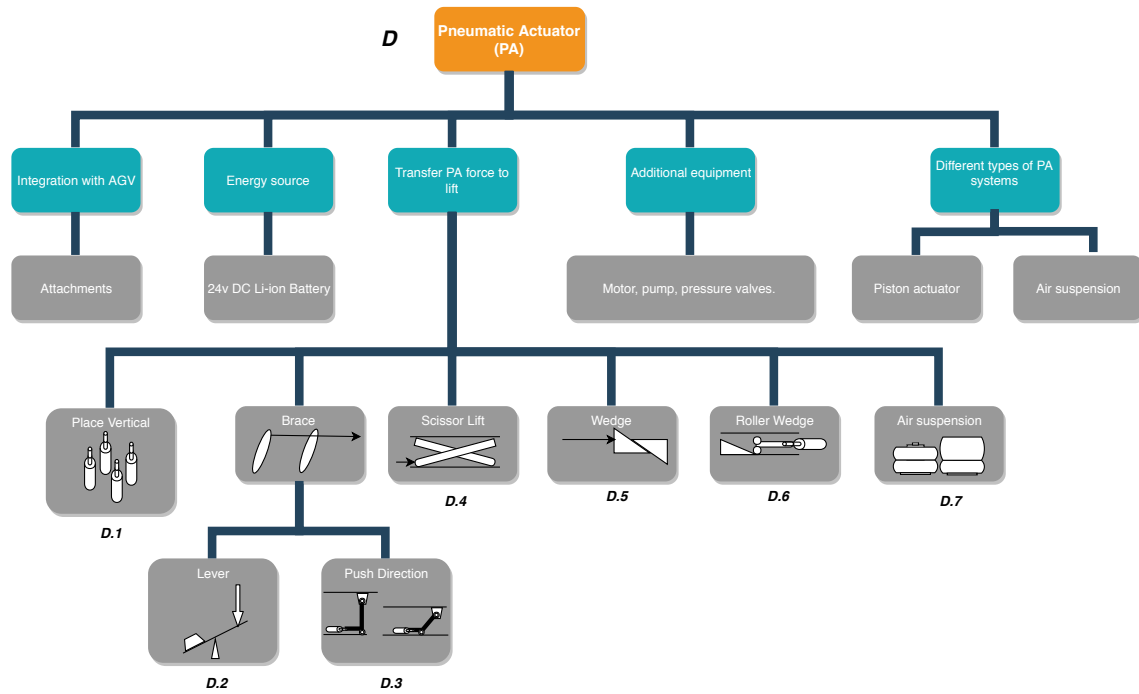 D
Pneumatic Actuator
(PA)
Integration with AGV
Energy source
Transfer PA force to
lift
Additional equipment
Different types of PA
systems
Attachments
24v DC Li-ion Battery
Motor, pump, pressure valves.
Piston actuator
Air suspension
Place Vertical
Brace
Scissor Lift
Wedge
Roller Wedge
Air suspension
D.1
D.4
D.5
D.6
D.7
Lever
Push Direction
D.2
D.3